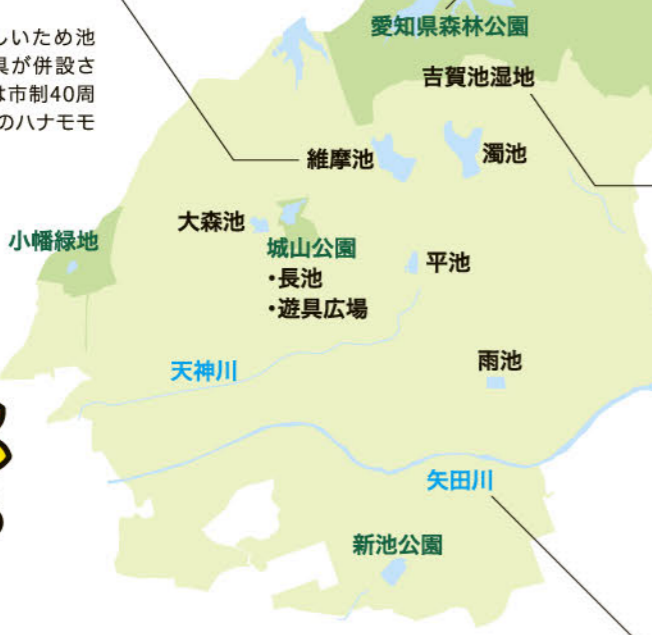 しいため池
具が併設さ
は市制40周
のハナモモ
愛知県森林公園
吉賀池湿地
維摩池
濁池
大森池
小幡緑地
城山公園
・長池
・遊具広場
平池
雨池
天神川
矢田川
新池公園